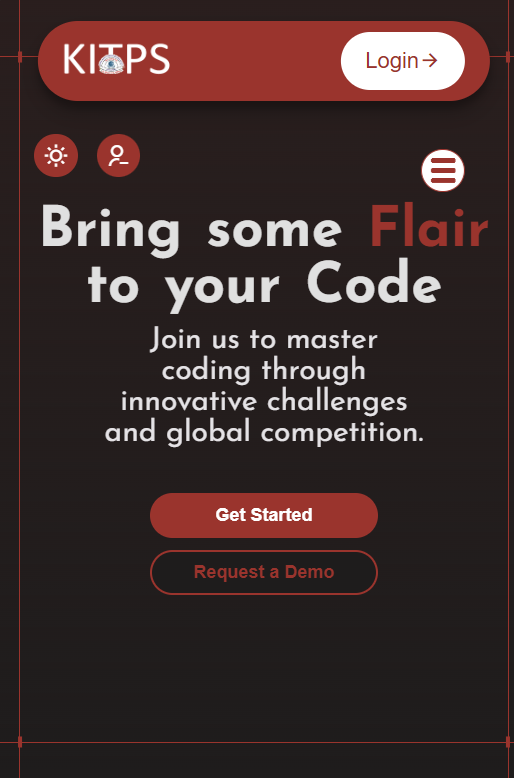 KITPS
Login→
Bring some Flair
to your Code
Join us to master
coding through
innovative challenges
and global competition.
Get Started
Request a Demo